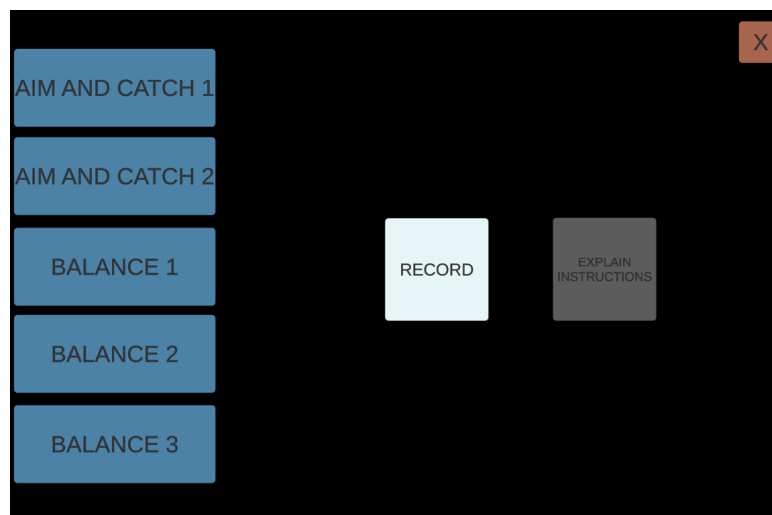 X
AIM AND CATCH 1
AIM AND CATCH 2
BALANCE 1
BALANCE 2
BALANCE 3
RECORD
EXPLAIN
INSTRUCTIONS